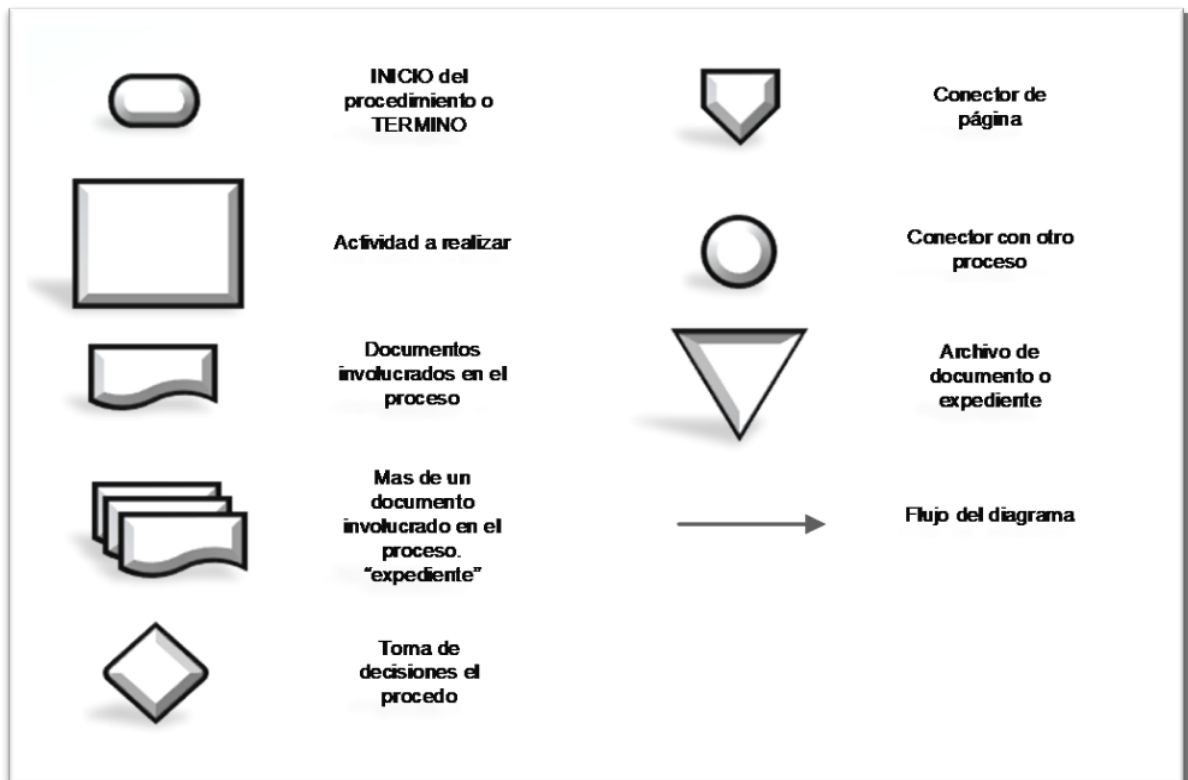 INICIO del
procedimiento o
TERMINO
Actividad a realizar
Documentos
involucrados en el
proceso
Mas de un
documento
involucrado en el
proceso.
“expediente”
Toma de
decisiones el
procedo
Conector de
página
Conector con otro
proceso
Archivo de
documento o
expediente
Flujo del diagrama